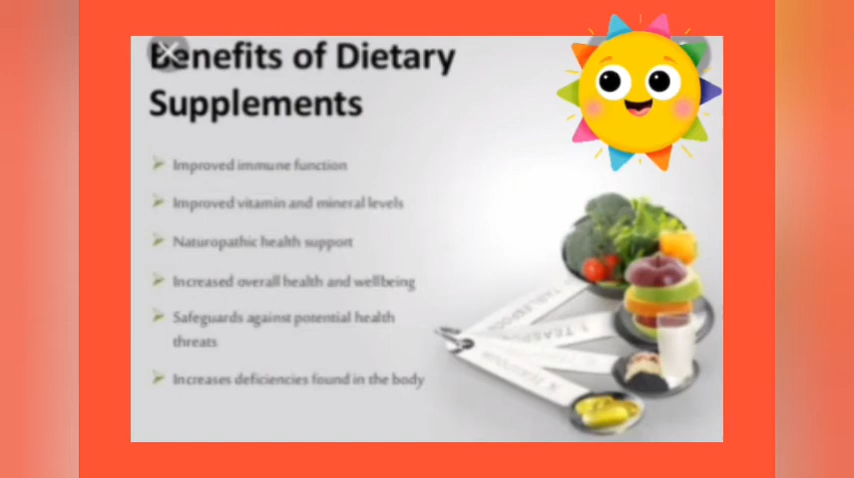 Benefits of Dietary
Supplements
Improved immune function
Improved vitamin and mineral levels
Naturopathic health support
Increased overall health and wellbeing
Safeguards against potential health
threats
Increases deficiencies found in the body
TABLESPOON